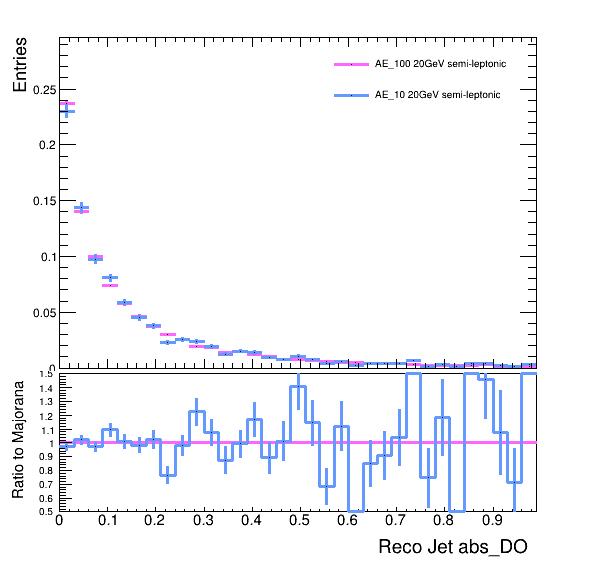 Entries
AE_100 20GeV semi-leptonic
AE_10 20GeV semi-leptonic
0.25
0.2
0.15
0.1
0.05
0
Ratio to Majorana
1.5
1.4
1.3
1.2
1.1
1
0.9
0.8
0.7
0.6
0.5
0 0.1 0.2 0.3 0.4 0.5 0.6 0.7 0.8 0.9
Reco Jet abs_DO